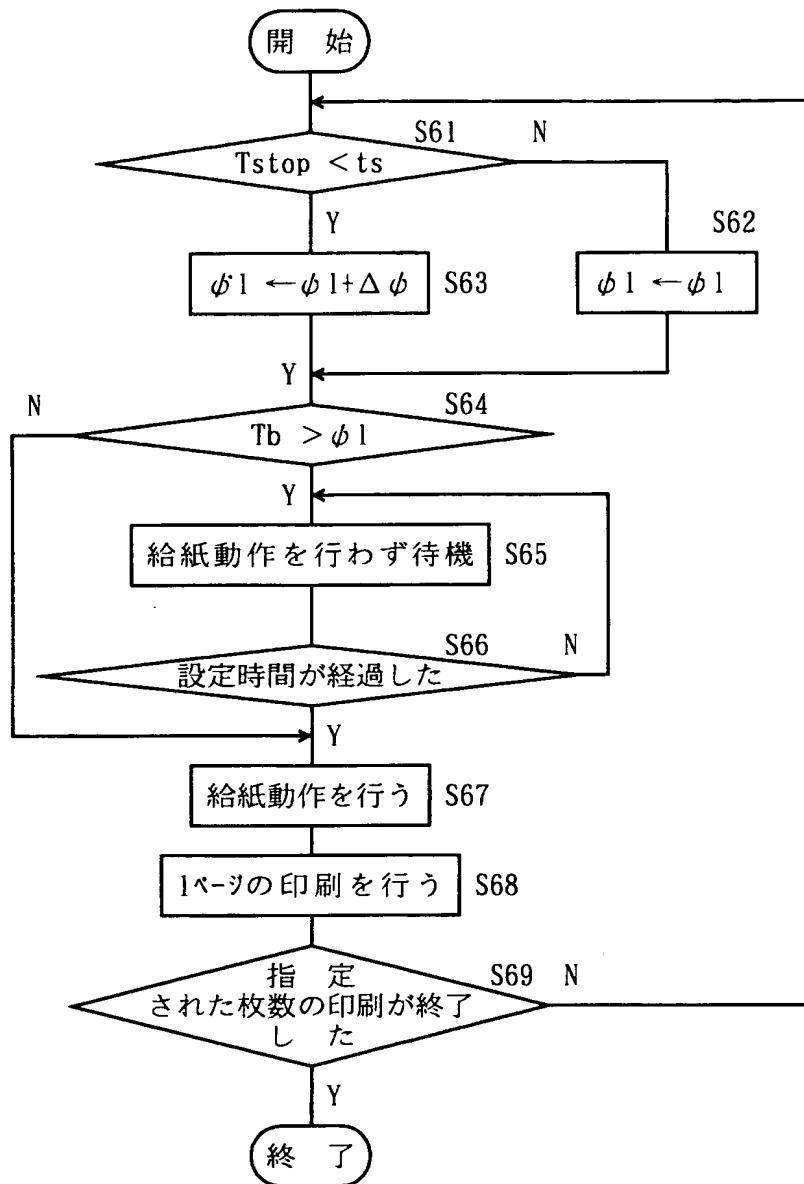 開 始
S61
N
Tstop <ts
Y
S62
φ1 ←φ1+Δφ
S63
φ1 ←φ1
Y
N
S64
Tb >φ1
Y
給紙動作を行わず待機
S65
S66
N
設定時間が経過した
Y
給紙動作を行う
S67
1ページの印刷を行う
S68
指 定
S69
N
された枚数の印刷が終了
し た
Y
終 了